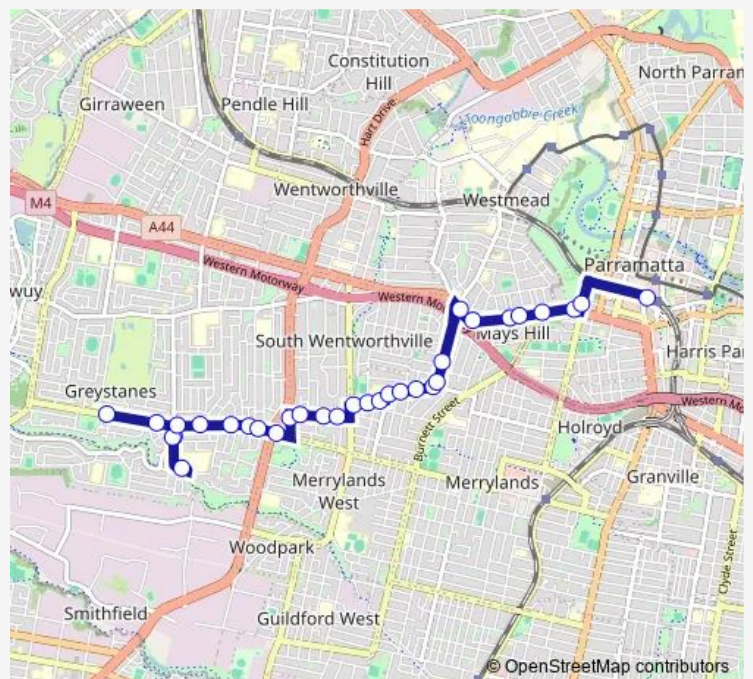 Constitution
Hill
North Parram
Girraween
Pendle Hill
Toongabbie Creek
Hart Drive
Wentworthville
Westmead
M4
A44
Western Motorway
Parramatta
wuy
Western Mo
South Wentworthville
Mays Hill
Harris Pa
Greystanes
Western Mo
Burnett Street
Holroyd
Merrylands
West
Merrylands
Granville
Woodpark
Clyde Street
Smithfield
Guildford West
© OpenStreetMap contributors